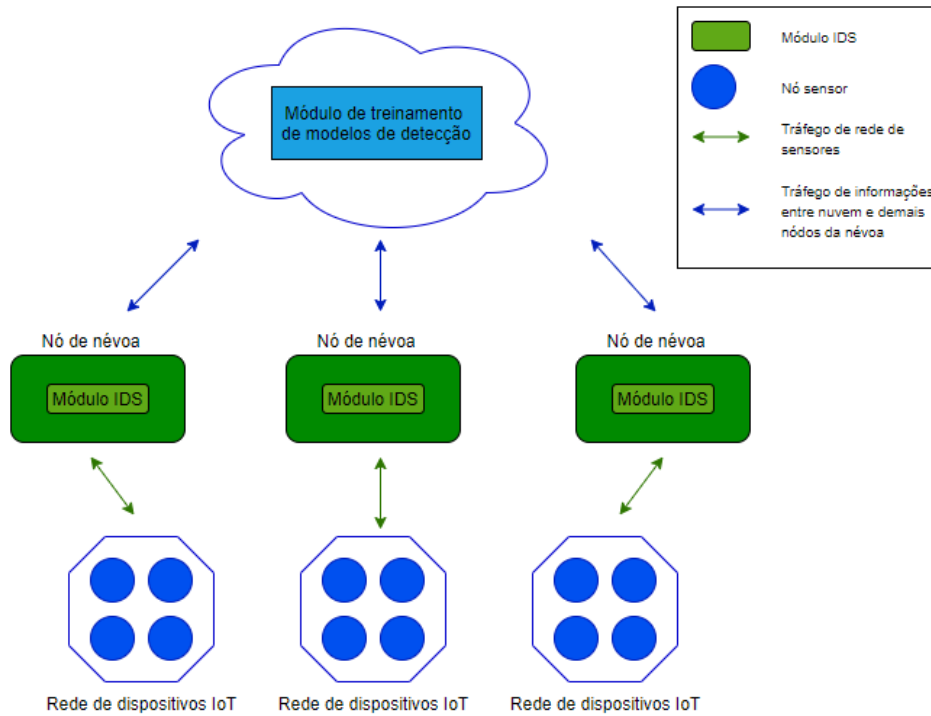 Módulo de treinamento
de modelos de detecção
Módulo IDS
Nó sensor
Tráfego de rede de
sensores
Tráfego de informações
entre nuvem e demais
nódos da névoa
Nó de névoa
Nó de névoa
Nó de névoa
Módulo IDS
Módulo IDS
Módulo IDS
Rede de dispositivos IoT
Rede de dispositivos IoT
Rede de dispositivos IoT